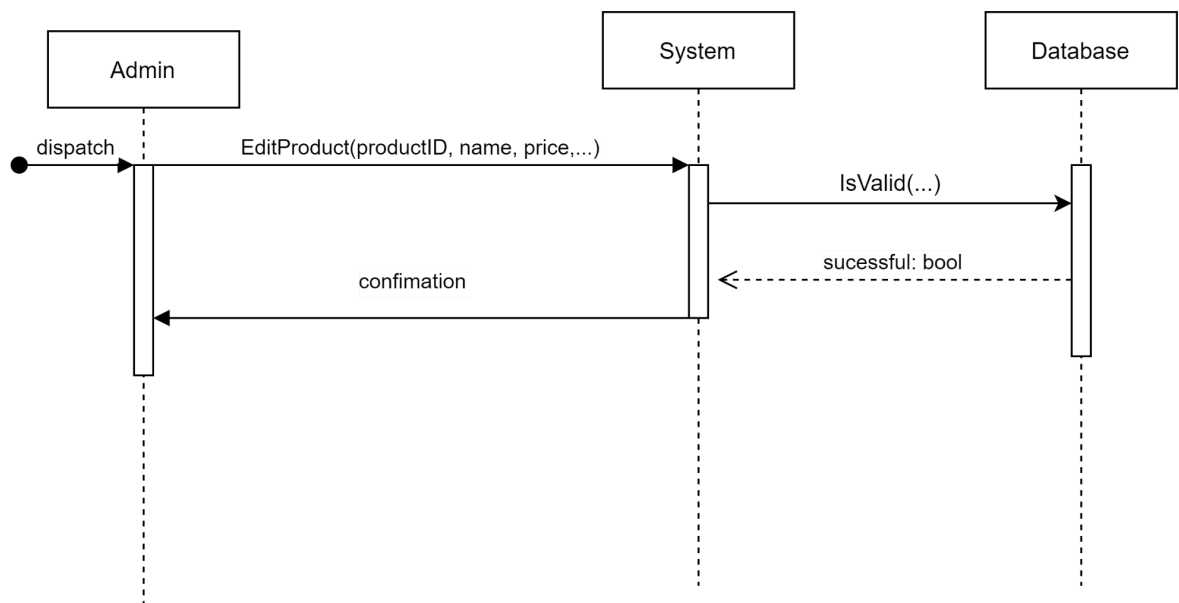 Admin
System
Database
dispatch
EditProduct(productID, name, price,...)
IsValid(...)
sucessful: bool
confimation